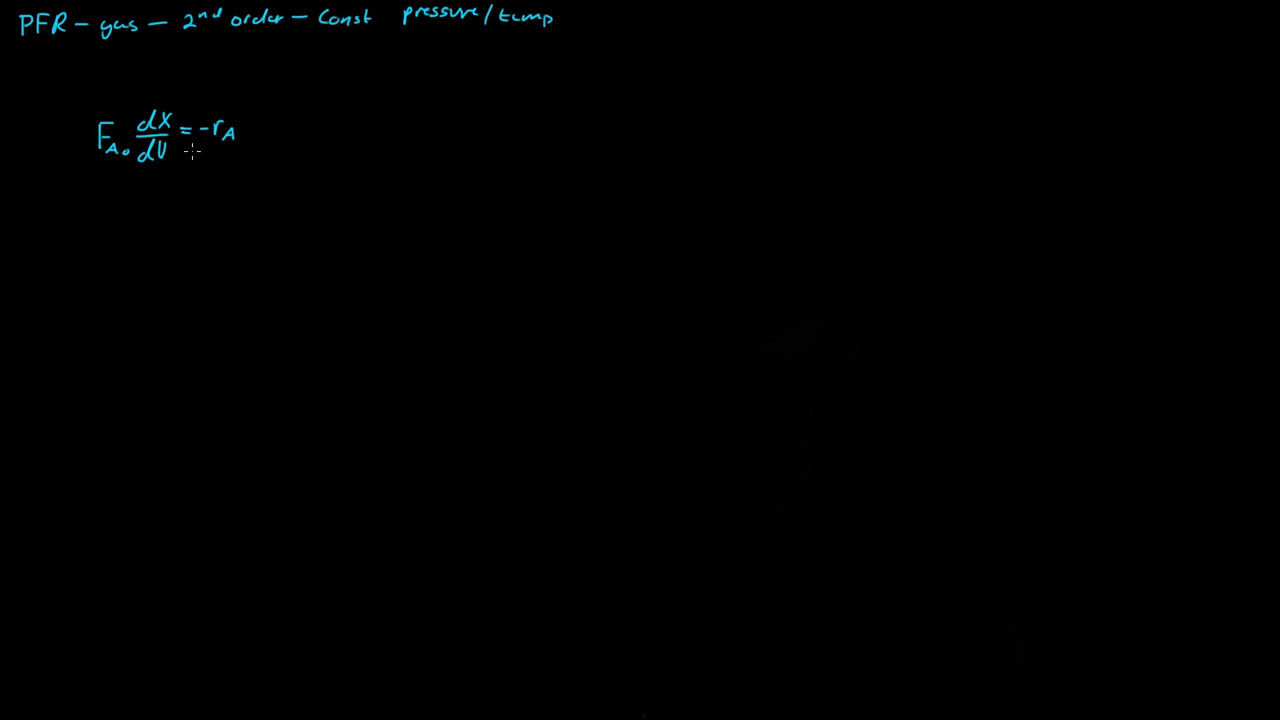 PFR - gas - 2nd order - Const pressure/temp
F_A0 dX/dV = -r_A